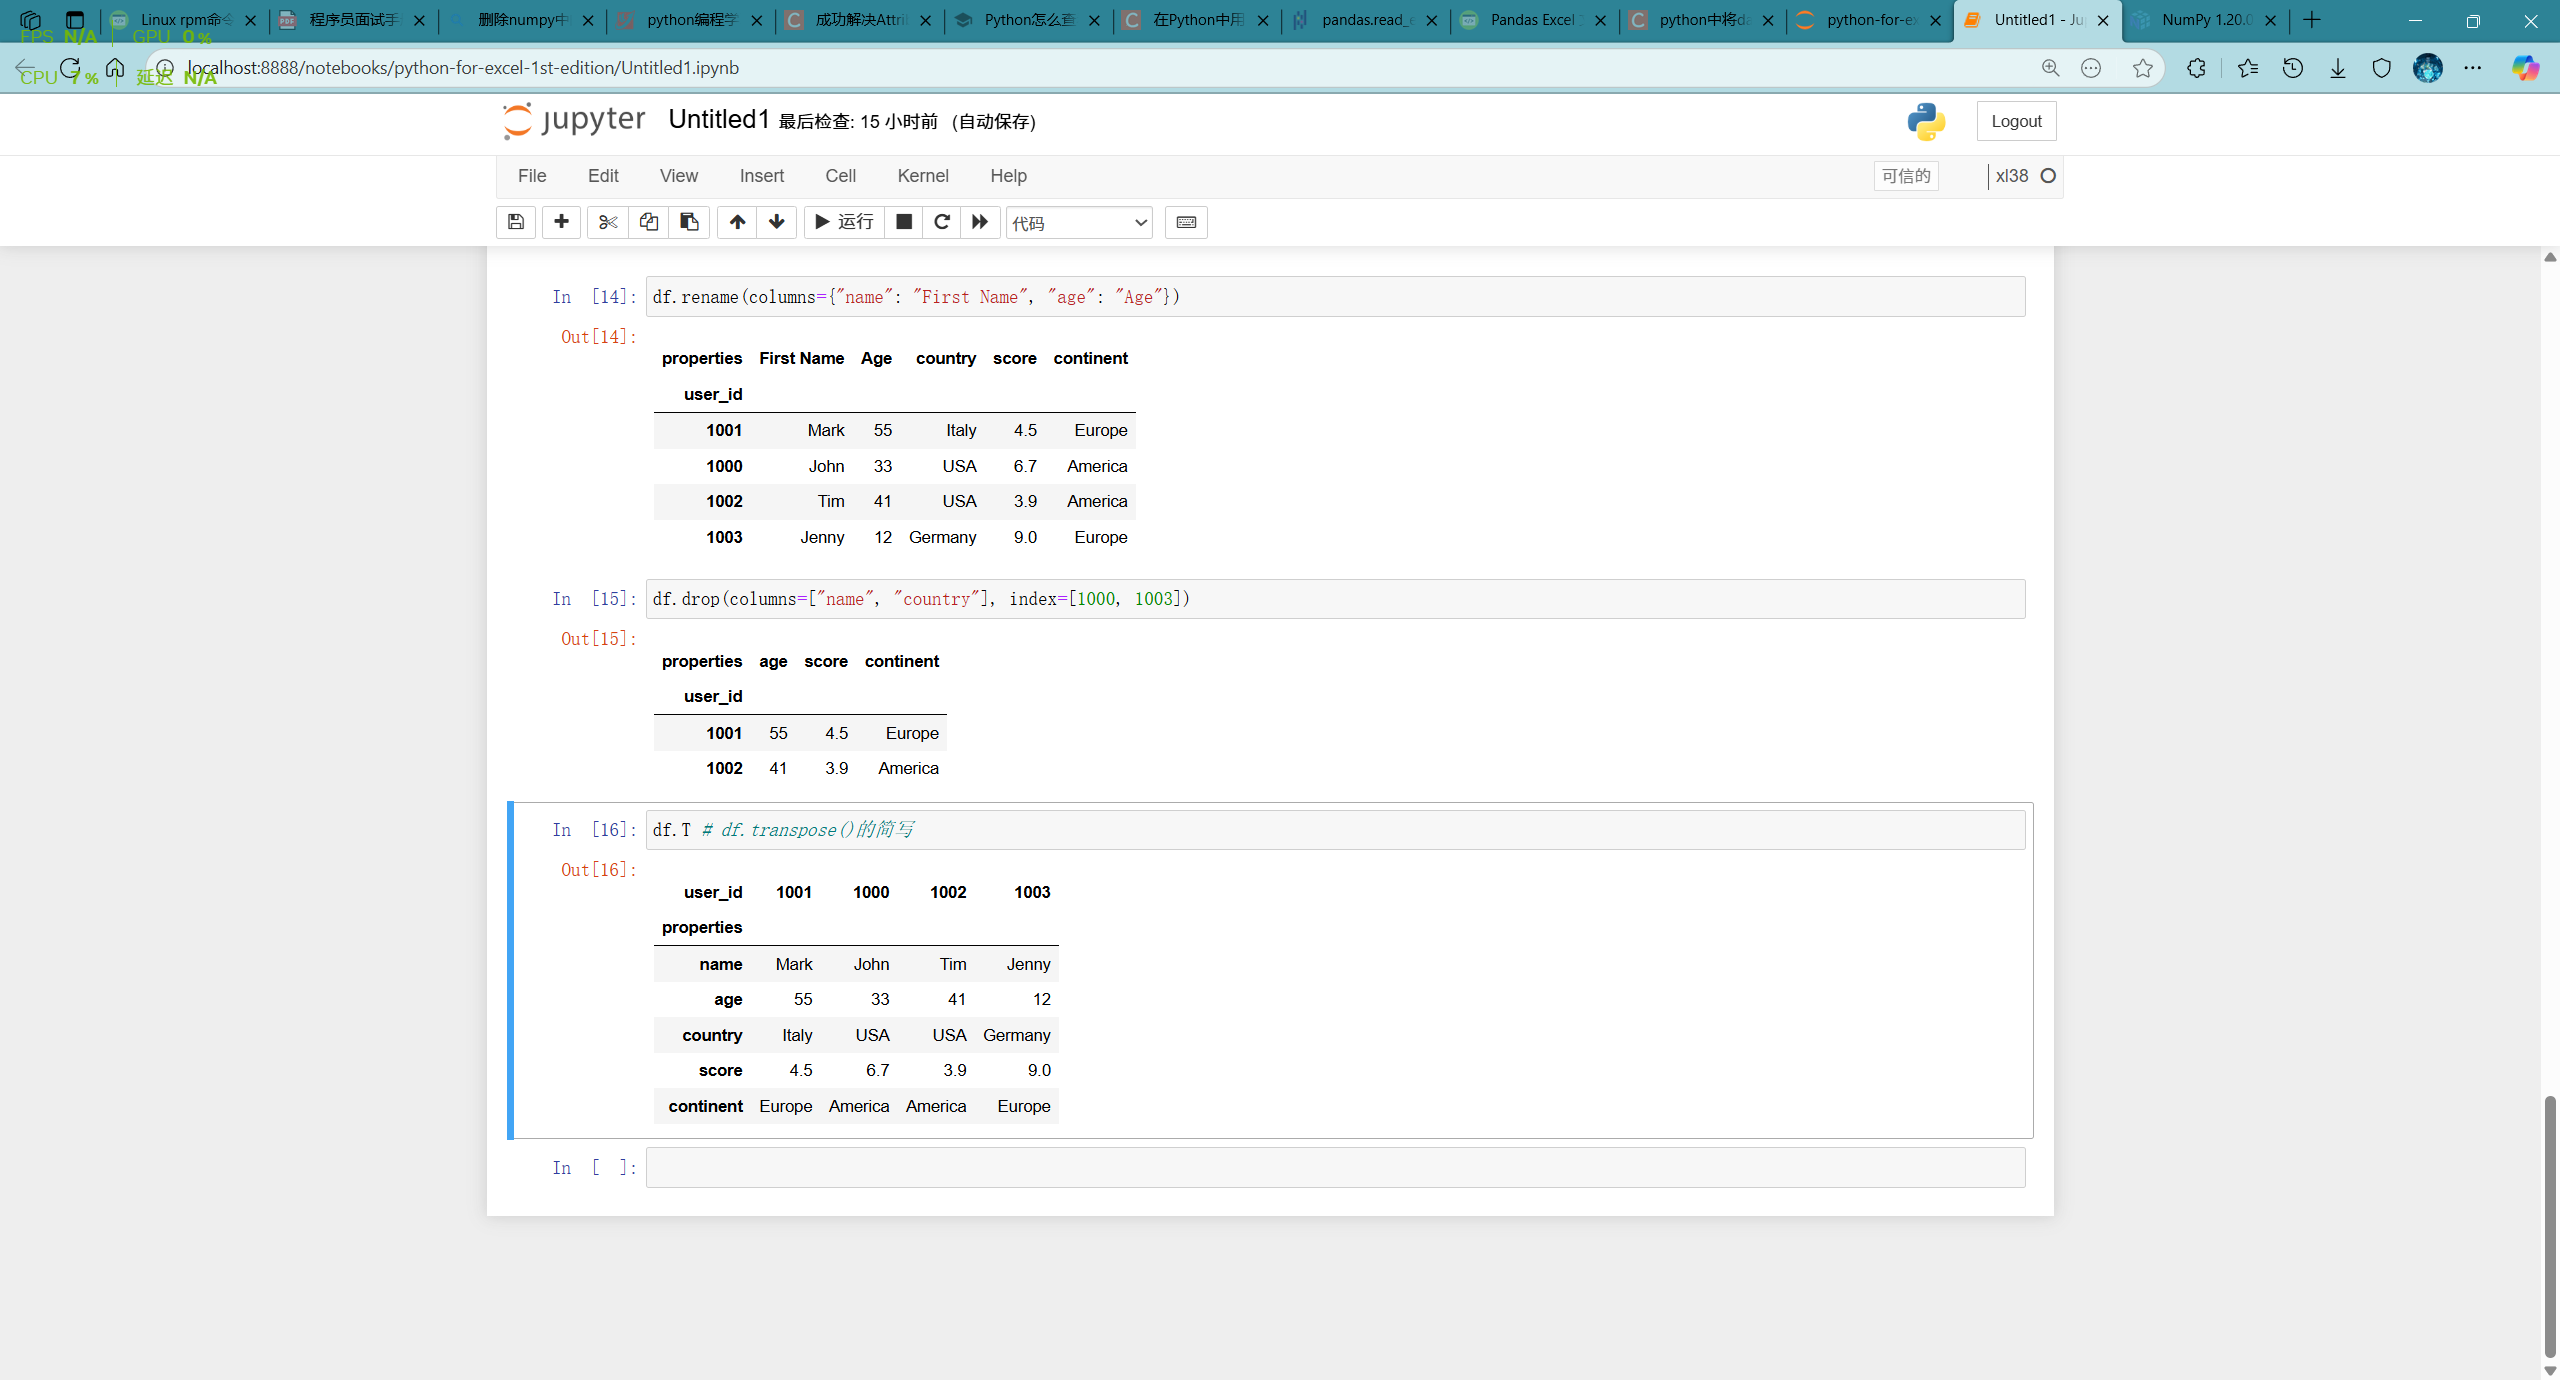 Linux rpm命令
程序员面试手
删除numpy中
python编程学
成功解决Attri
Python怎么查
在Python中用
pandas.read_e
Pandas Excel
python中将da
python-for-ex
Untitled1 - Ju
NumPy 1.20.0
FPS N/A GPU 0 %
CPU 7 % 延迟 N/A
localhost:8888/notebooks/python-for-excel-1st-edition/Untitled1.ipynb
jupyter Untitled1 最后检查: 15 小时前 (自动保存)
Logout
File Edit View Insert Cell Kernel Help
可信的 xl38
运行 代码
In [14]: df.rename(columns={"name": "First Name", "age": "Age"})
Out[14]:
properties First Name Age country score continent
user_id
1001 Mark 55 Italy 4.5 Europe
1000 John 33 USA 6.7 America
1002 Tim 41 USA 3.9 America
1003 Jenny 12 Germany 9.0 Europe
In [15]: df.drop(columns=["name", "country"], index=[1000, 1003])
Out[15]:
properties age score continent
user_id
1001 55 4.5 Europe
1002 41 3.9 America
In [16]: df.T # df.transpose()的简写
Out[16]:
user_id 1001 1000 1002 1003
properties
name Mark John Tim Jenny
age 55 33 41 12
country Italy USA USA Germany
score 4.5 6.7 3.9 9.0
continent Europe America America Europe
In [ ]: